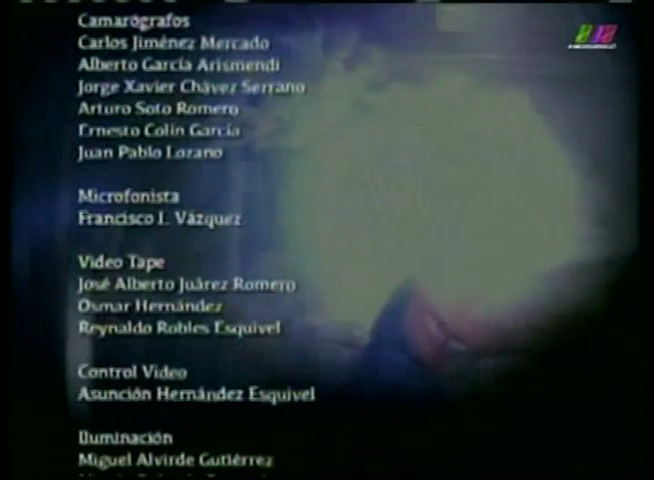 Camarógrafos
Carlos Jiménez Mercado
Alberto García Arismendi
Jorge Xavier Chávez Serrano
Arturo Soto Romero
Ernesto Colín García
Juan Pablo Lozano
Microfonista
Francisco I. Vázquez
Video Tape
José Alberto Juárez Romero
Osmar Hernández
Reynaldo Robles Esquivel
Control Video
Asunción Hernández Esquivel
Iluminación
Miguel Alvirde Gutiérrez